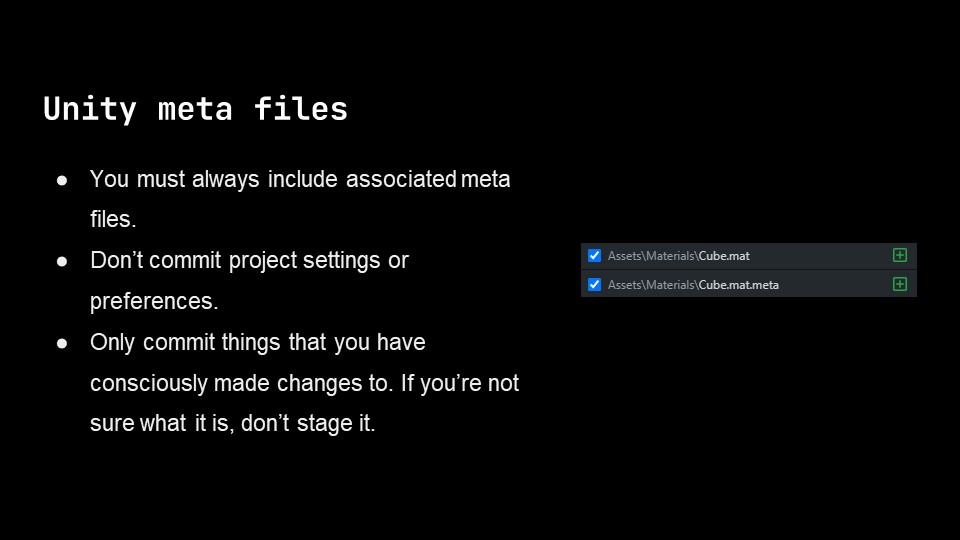 Unity meta files
● You must always include associated meta
files.
● Don’t commit project settings or
preferences.
● Only commit things that you have
consciously made changes to. If you’re not
sure what it is, don’t stage it.
Assets\Materials\Cube.mat
Assets\Materials\Cube.mat.meta